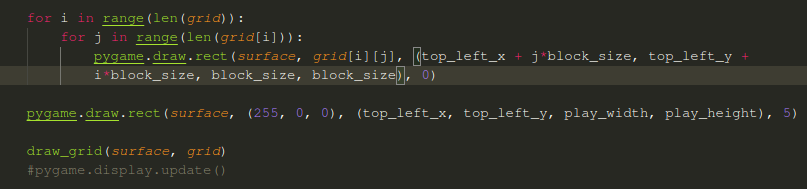 for i in range(len(grid)):
for j in range(len(grid[i])):
pygame.draw.rect(surface, grid[i][j], (top_left_x + j*block_size, top_left_y +
i*block_size, block_size, block_size), 0)
pygame.draw.rect(surface, (255, 0, 0), (top_left_x, top_left_y, play_width, play_height), 5)
draw_grid(surface, grid)
#pygame.display.update()